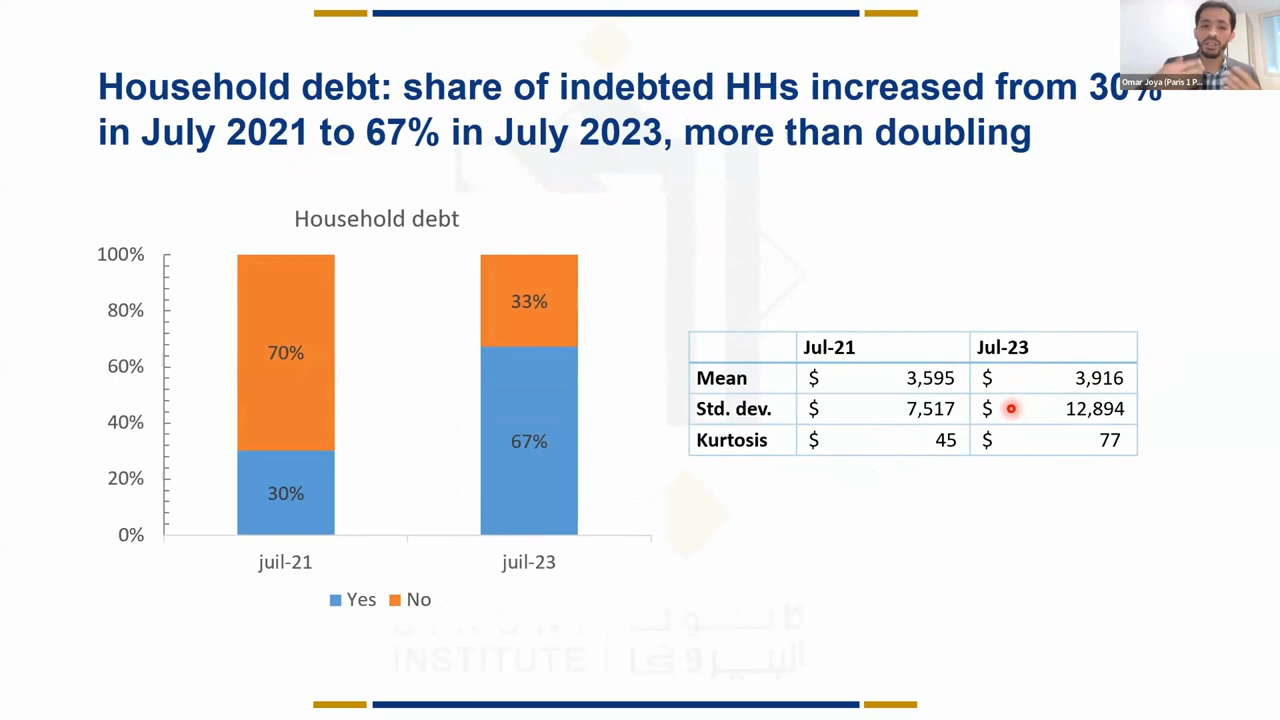 Omar Joya (Paris 1 P...
Household debt: share of indebted HHs increased from 30%
in July 2021 to 67% in July 2023, more than doubling
Household debt
100%
80%
60%
40%
20%
0%
70%
30%
33%
67%
juil-21
juil-23
Yes No
Jul-21 Jul-23
Mean $ 3,595 $ 3,916
Std. dev. $ 7,517 $ 12,894
Kurtosis $ 45 $ 77
INSTITUTE